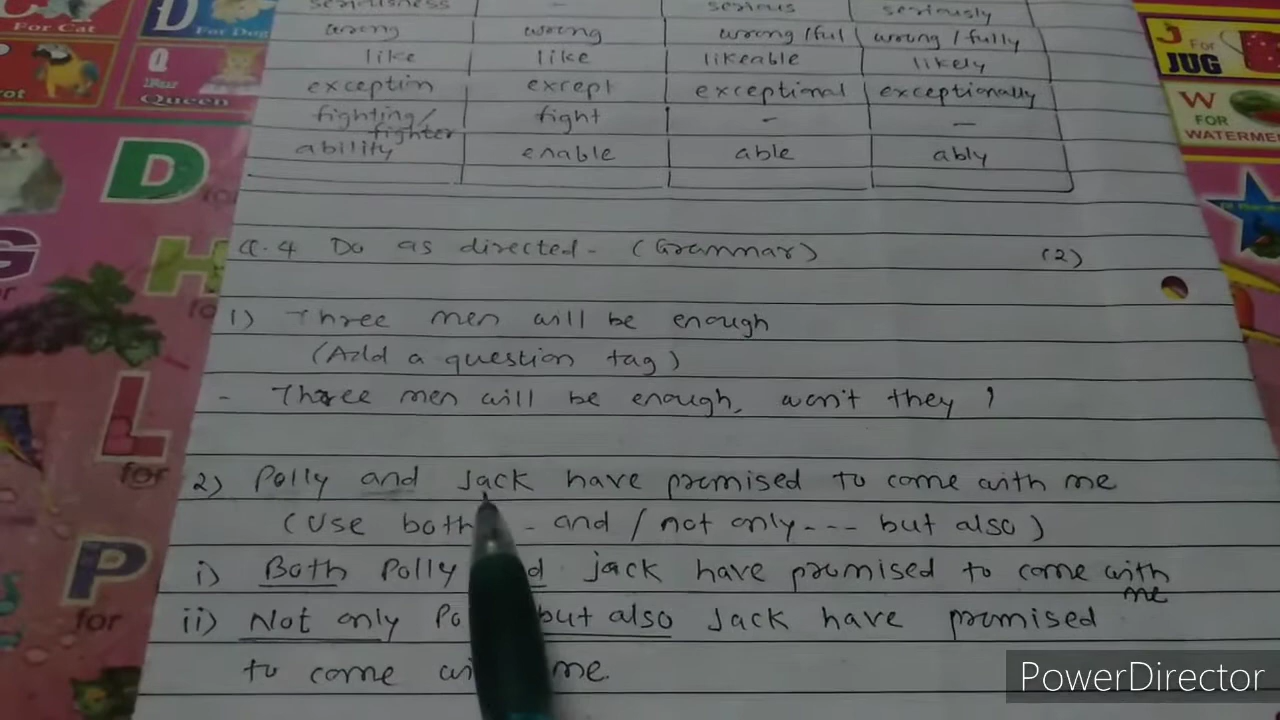 seriousness - serious seriously
wrong wrong wrong/ful wrong/fully
like like likeable likely
exception except exceptional exceptionally
fighting/fighter fight - -
ability enable able ably
Q.4 Do as directed - (Grammar) (2)
1) Three men will be enough
(Add a question tag)
- Three men will be enough, won't they ?
2) Polly and Jack have promised to come with me
(Use both - and / not only --- but also)
i) Both Polly Jack have promised to come with me
ii) Not only but also Jack have promised
to come me.
For Cat
D
For Dog
Q
Queen
D
for
G
H
for
L
for
P
for
J FOR
JUG
W
FOR
PowerDirector